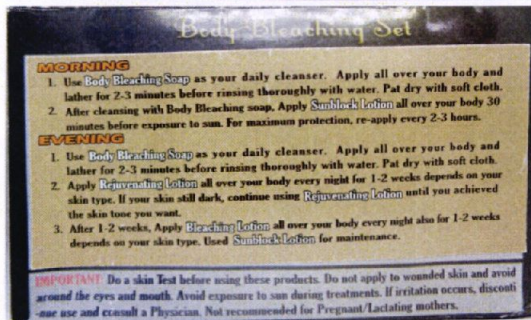 Body Bleaching Set
MORNING
1. Use Body Bleaching Soap as your daily cleanser. Apply all over your body and
lather for 2-3 minutes before rinsing thoroughly with water. Pat dry with soft cloth.
2. After cleansing with Body Bleaching soap, Apply Sunblock Lotion all over your body 30
minutes before exposure to sun. For maximum protection, re-apply every 2-3 hours.
EVENING
1. Use Body Bleaching Soap as your daily cleanser. Apply all over your body and
lather for 2-3 minutes before rinsing thoroughly with water. Pat dry with soft cloth.
2. Apply Rejuvenating Lotion all over your body every night for 1-2 weeks depends on your
skin type. If your skin still dark, continue using Rejuvenating Lotion until you achieved
the skin tone you want.
3. After 1-2 weeks, Apply Bleaching Lotion all over your body every night also for 1-2 weeks
depends on your skin type. Used Sunblock Lotion for maintenance.
IMPORTANT: Do a skin Test before using these products. Do not apply to wounded skin and avoid
around the eyes and mouth. Avoid exposure to sun during treatments. If irritation occurs, disconti
-nue use and consult a Physician. Not recommended for Pregnant/Lactating mothers.